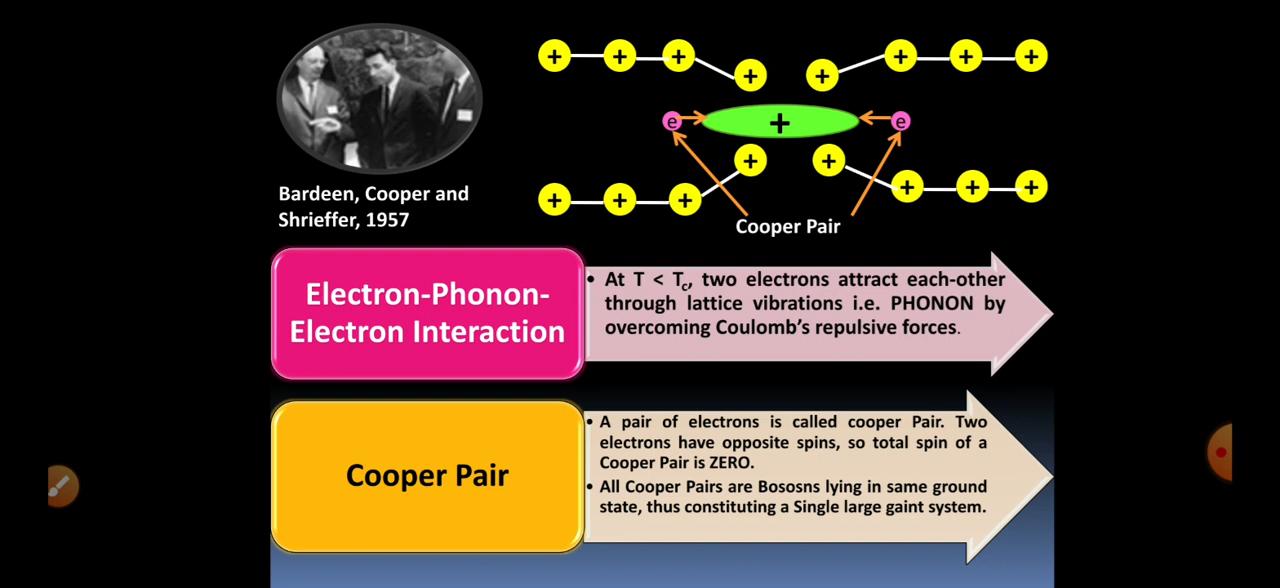 + + + + + + + +
e + e
+ +
+ + + + + +
Bardeen, Cooper and
Shrieffer, 1957
Cooper Pair
Electron-Phonon-
Electron Interaction
• At T < Tc, two electrons attract each-other
through lattice vibrations i.e. PHONON by
overcoming Coulomb’s repulsive forces.
Cooper Pair
• A pair of electrons is called cooper Pair. Two
electrons have opposite spins, so total spin of a
Cooper Pair is ZERO.
• All Cooper Pairs are Bososns lying in same ground
state, thus constituting a Single large gaint system.